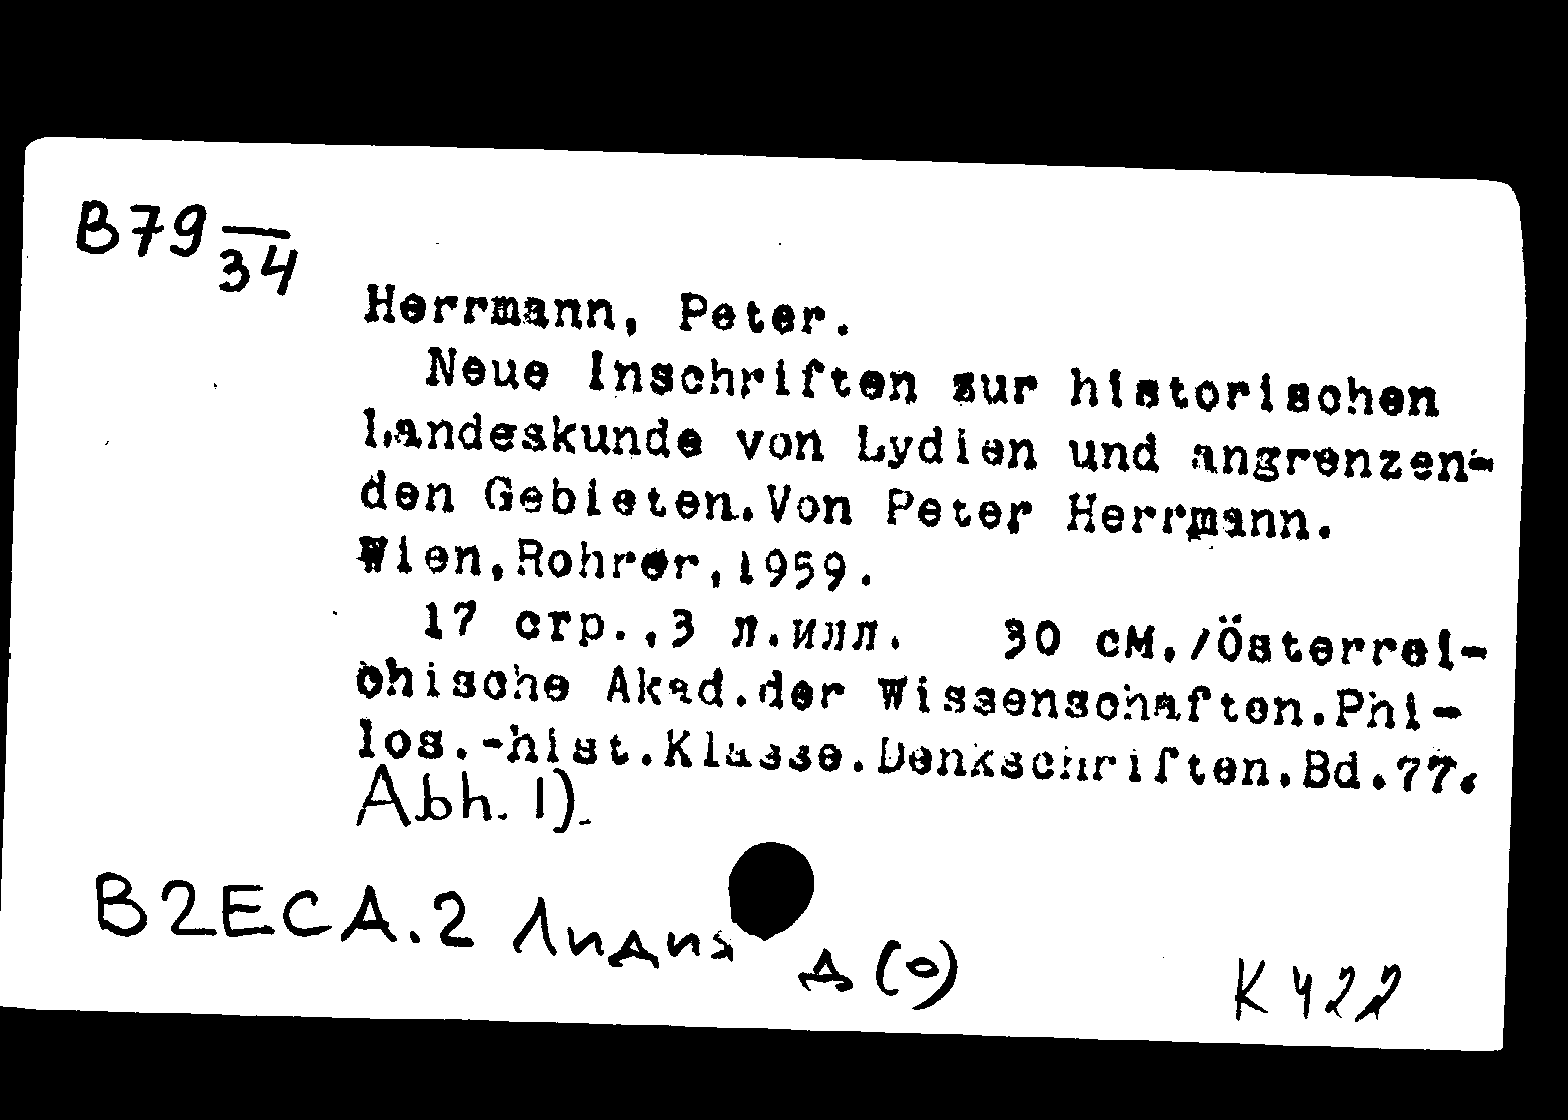 B79 34
Herrmann, Peter.
Neue Inschriften zur historischen
Landeskunde von Lydien und angrenzen-
den Gebieten.Von Peter Herrmann.
Wien,Rohrer,1959.
17 стр.,3 л.илл. 30 см./Österrei-
chische Akad.der Wissenschaften.Phi-
los.-hist.Klasse.Denkschriften.Bd.77.
Abh. 1).
B2ECA.2 Лидия
д (о)
K 422